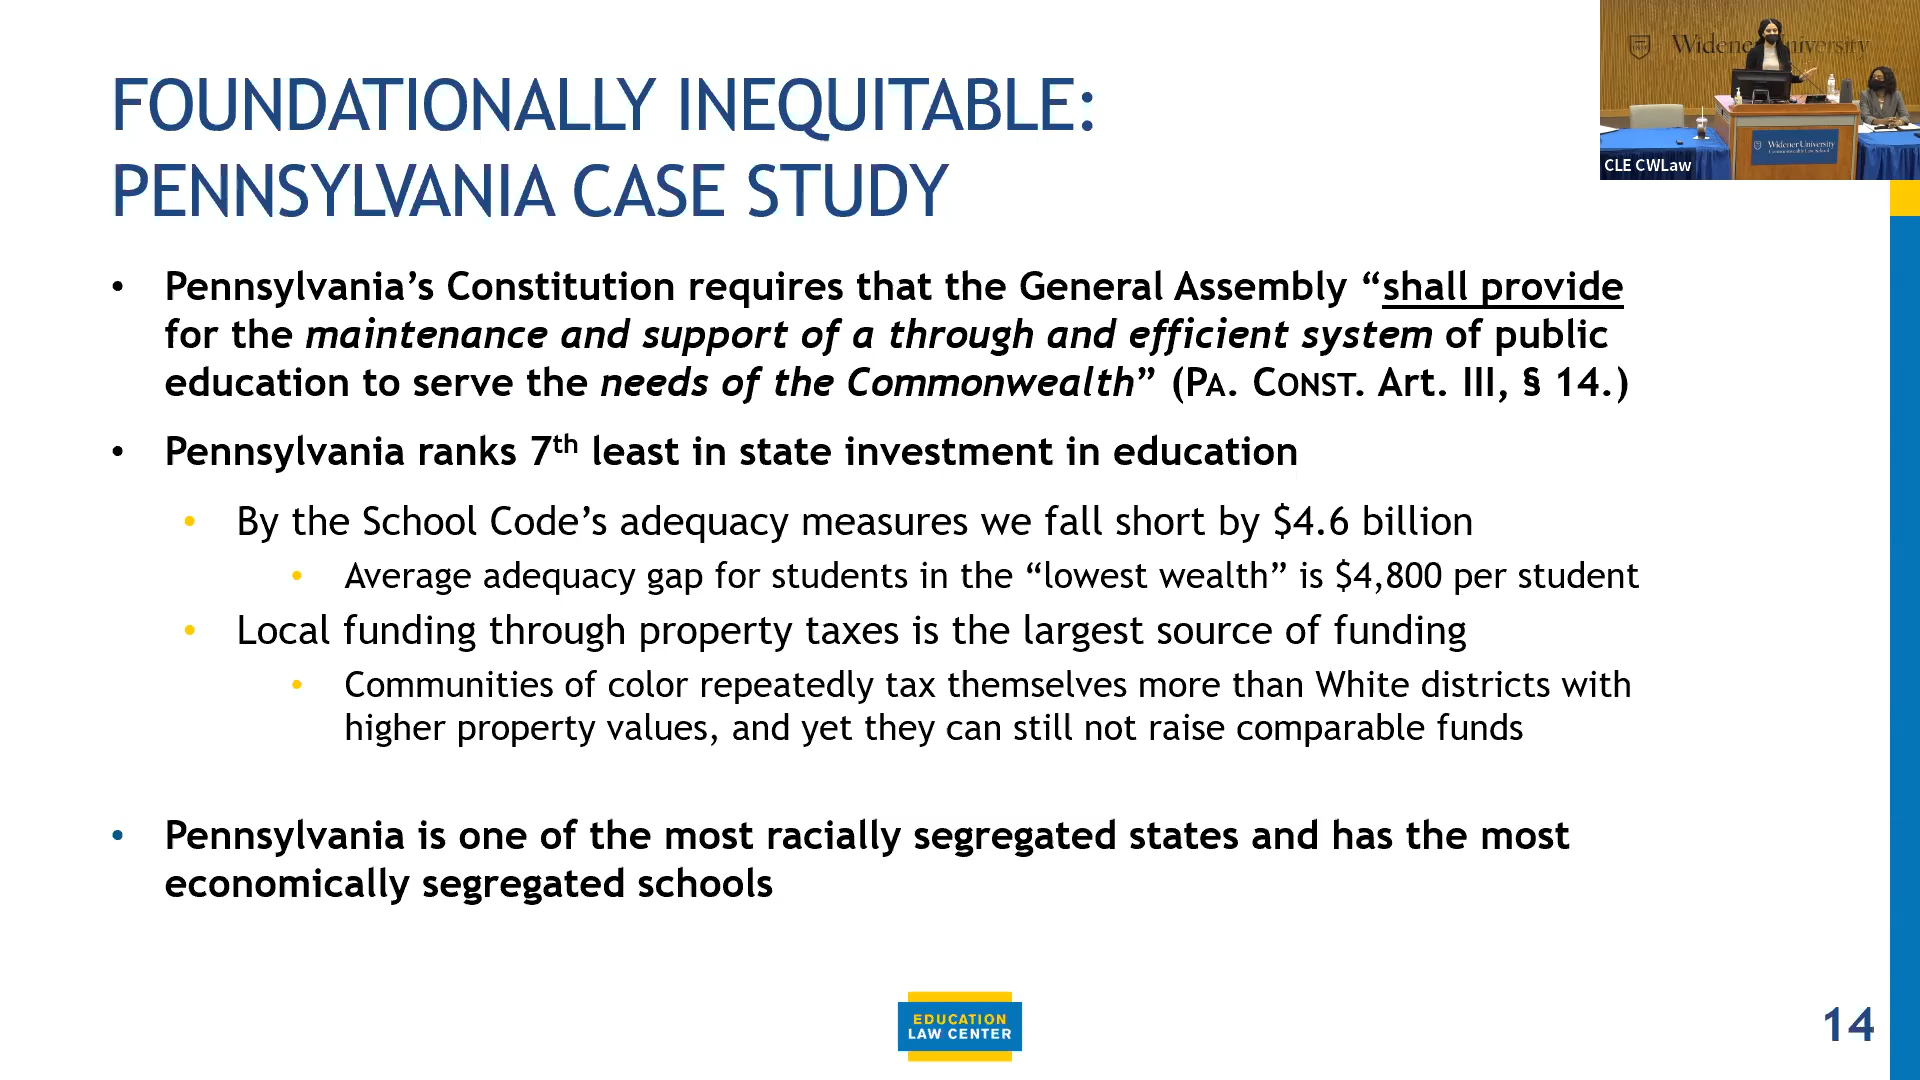 FOUNDATIONALLY INEQUITABLE:
PENNSYLVANIA CASE STUDY
• Pennsylvania’s Constitution requires that the General Assembly “shall provide
for the maintenance and support of a through and efficient system of public
education to serve the needs of the Commonwealth” (PA. CONST. Art. III, § 14.)
• Pennsylvania ranks 7th least in state investment in education
• By the School Code’s adequacy measures we fall short by $4.6 billion
• Average adequacy gap for students in the “lowest wealth” is $4,800 per student
• Local funding through property taxes is the largest source of funding
• Communities of color repeatedly tax themselves more than White districts with
higher property values, and yet they can still not raise comparable funds
• Pennsylvania is one of the most racially segregated states and has the most
economically segregated schools
EDUCATION
LAW CENTER
14
CLE CWLaw
Widener University
Commonwealth Law School